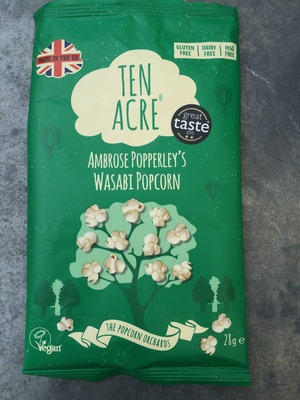 MADE IN THE UK
GLUTEN FREE
DAIRY FREE
MSG FREE
TEN
ACRE®
great
taste
AMBROSE POPPERLEY'S
WASABI POPCORN
THE POPCORN ORCHARDS
Vegan
28g e